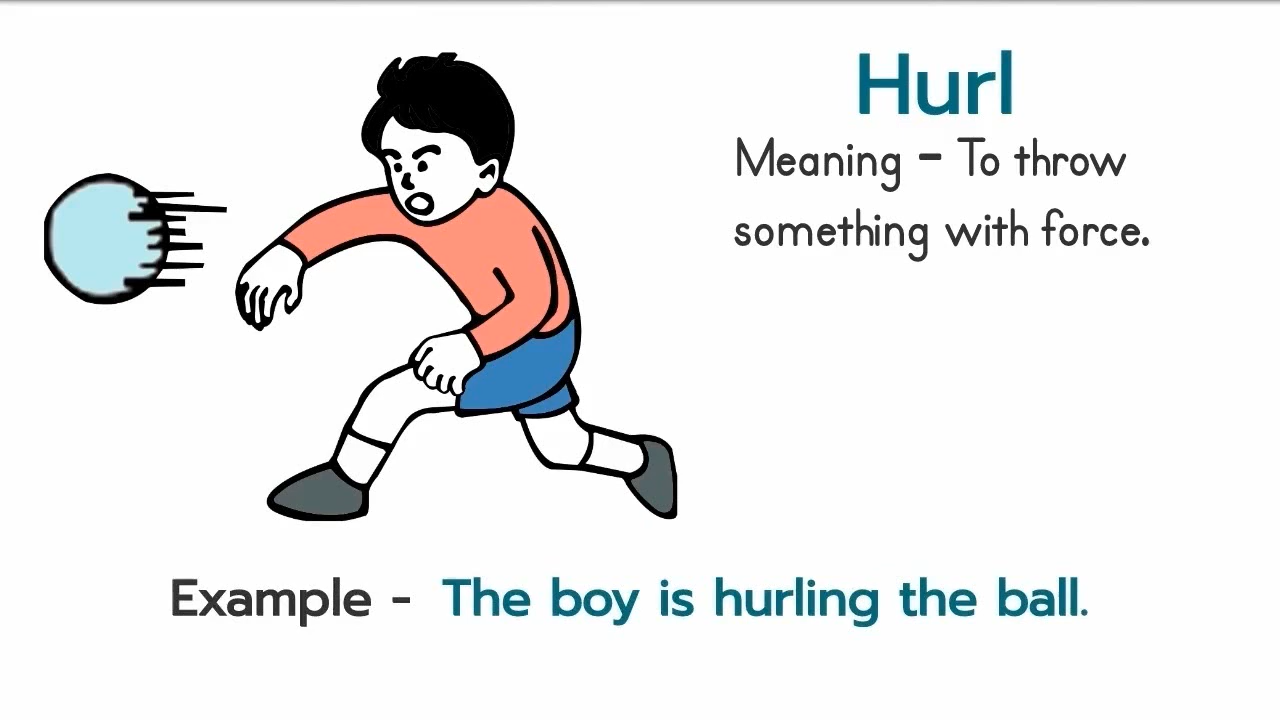 Hurl
Meaning - To throw
something with force.
Example - The boy is hurling the ball.